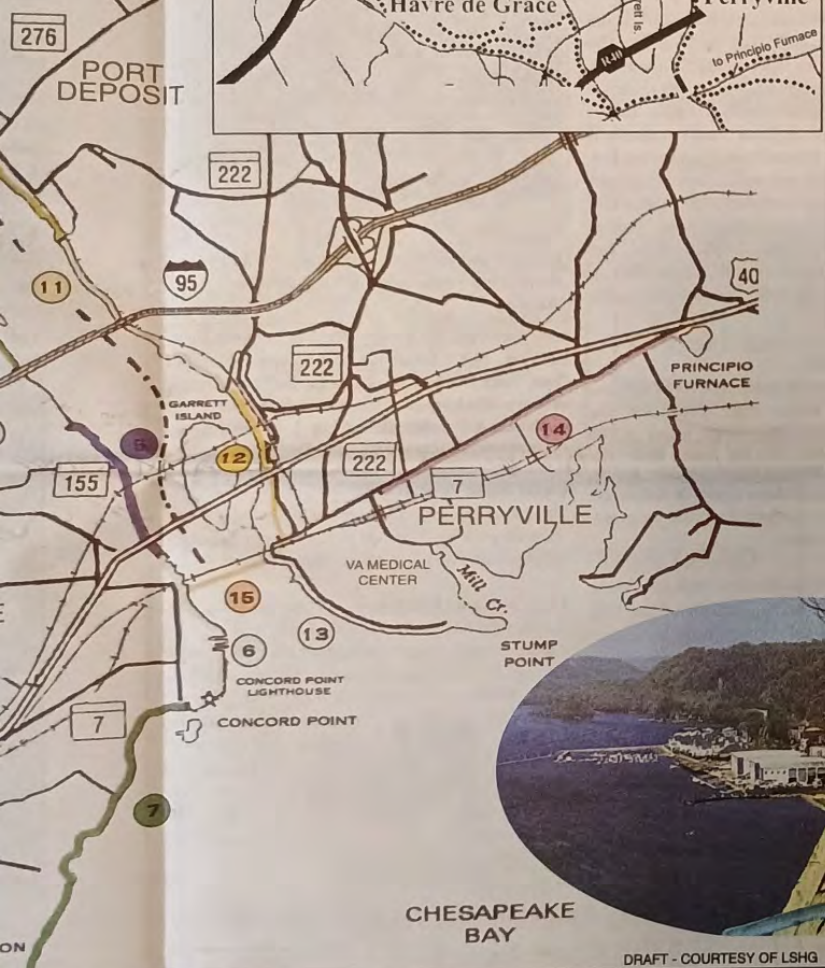 Havre de Grace
Perryville
R-40
to Principio Furnace
276
PORT
DEPOSIT
222
95
11
40
222
PRINCIPIO
FURNACE
GARRETT
ISLAND
5
12
14
155
222
7
PERRYVILLE
VA MEDICAL
CENTER
Mill Cr.
15
13
6
STUMP
POINT
CONCORD POINT
LIGHTHOUSE
7
CONCORD POINT
7
CHESAPEAKE
BAY
ON
DRAFT - COURTESY OF LSHG